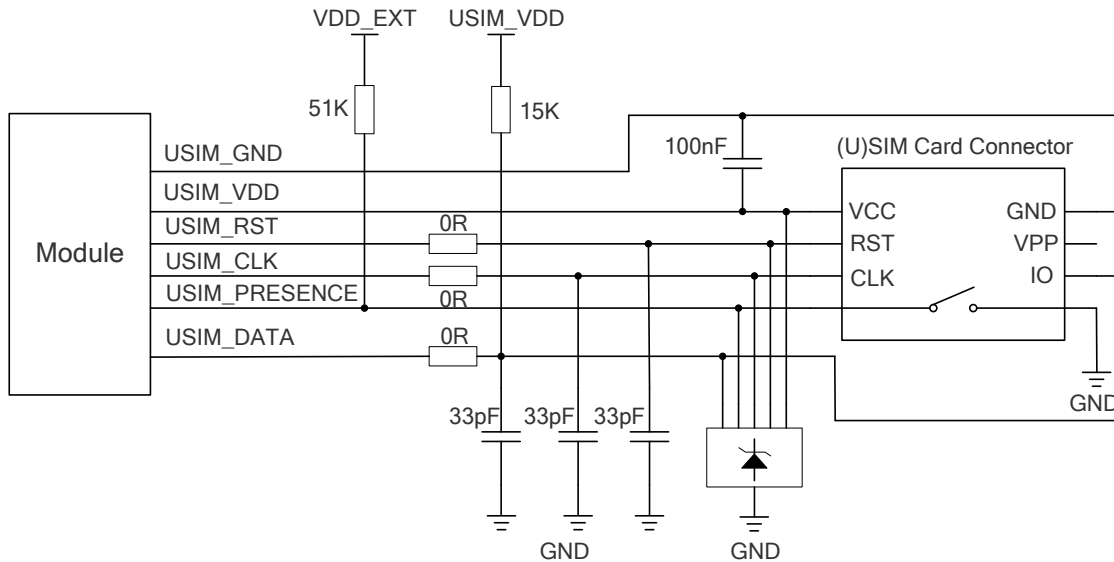 VDD_EXT USIM_VDD
51K 15K
USIM_GND
100nF
(U)SIM Card Connector
USIM_VDD
VCC GND
USIM_RST 0R
RST VPP
Module
USIM_CLK
CLK IO
USIM_PRESENCE 0R
USIM_DATA 0R
GND
33pF 33pF 33pF
GND GND